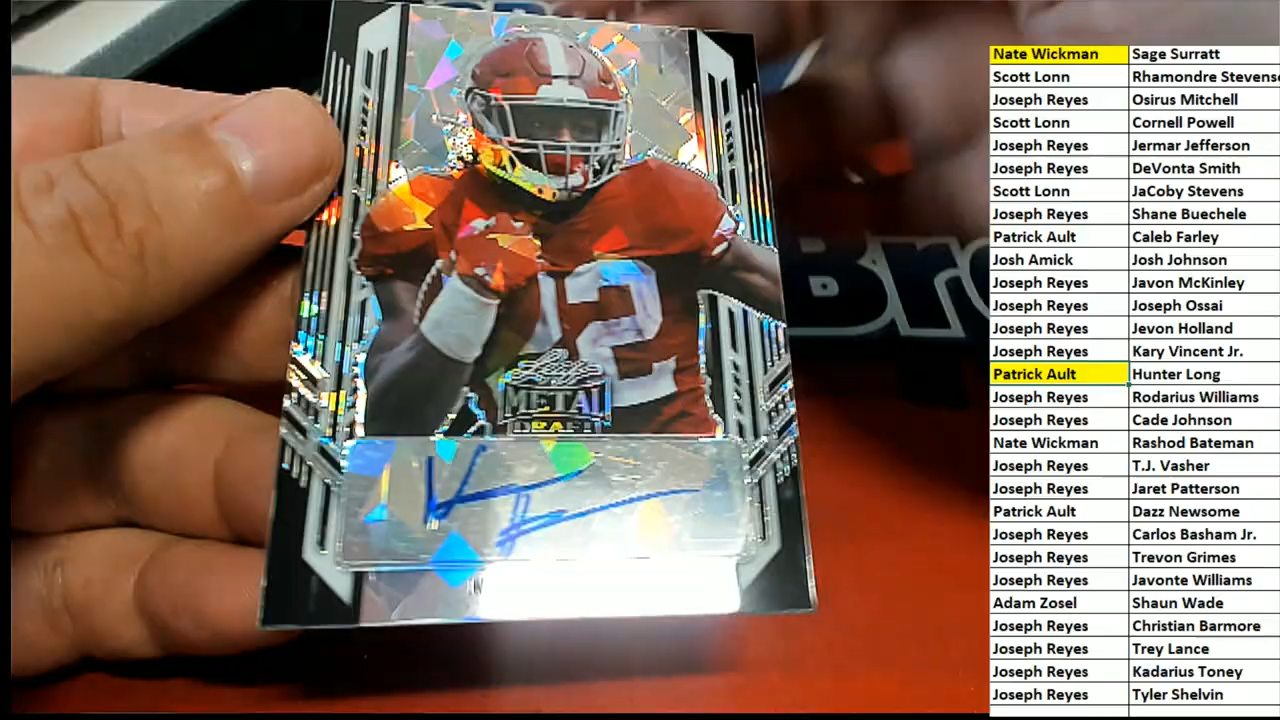 Nate Wickman Sage Surratt
Scott Lonn Rhamondre Stevens
Joseph Reyes Osirus Mitchell
Scott Lonn Cornell Powell
Joseph Reyes Jermar Jefferson
Joseph Reyes DeVonta Smith
Scott Lonn JaCoby Stevens
Joseph Reyes Shane Buechele
Patrick Ault Caleb Farley
Josh Amick Josh Johnson
Joseph Reyes Javon McKinley
Joseph Reyes Joseph Ossai
Joseph Reyes Jevon Holland
Joseph Reyes Kary Vincent Jr.
Patrick Ault Hunter Long
Joseph Reyes Rodarius Williams
Joseph Reyes Cade Johnson
Nate Wickman Rashod Bateman
Joseph Reyes T.J. Vasher
Joseph Reyes Jaret Patterson
Patrick Ault Dazz Newsome
Joseph Reyes Carlos Basham Jr.
Joseph Reyes Trevon Grimes
Joseph Reyes Javonte Williams
Adam Zosel Shaun Wade
Joseph Reyes Christian Barmore
Joseph Reyes Trey Lance
Joseph Reyes Kadarius Toney
Joseph Reyes Tyler Shelvin
22
Leaf
METAL
DRAFT
Br